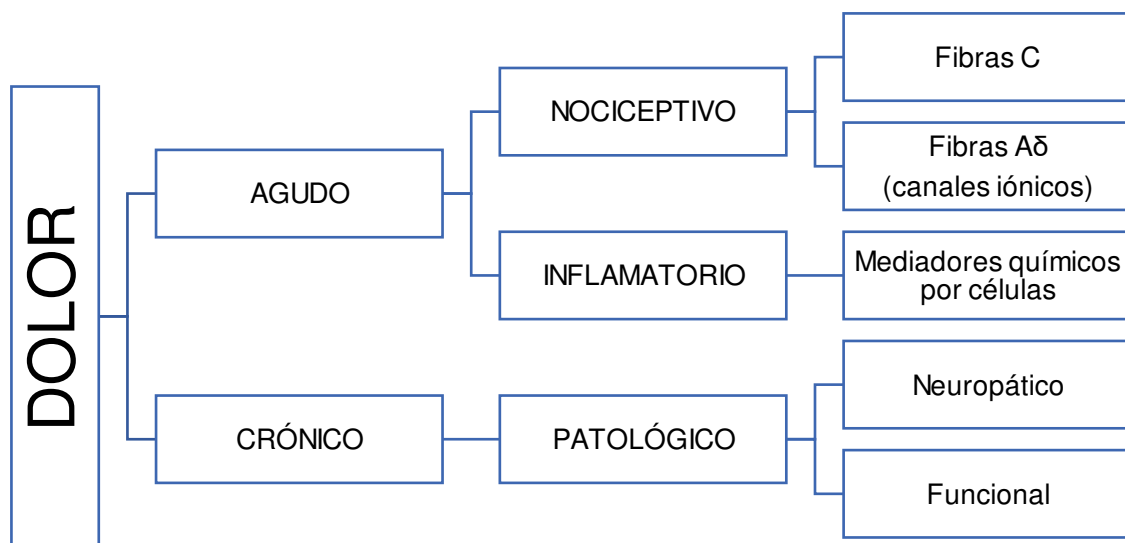 DOLOR
AGUDO
NOCICEPTIVO
Fibras C
Fibras Aδ
(canales iónicos)
INFLAMATORIO
Mediadores químicos
por células
CRÓNICO
PATOLÓGICO
Neuropático
Funcional